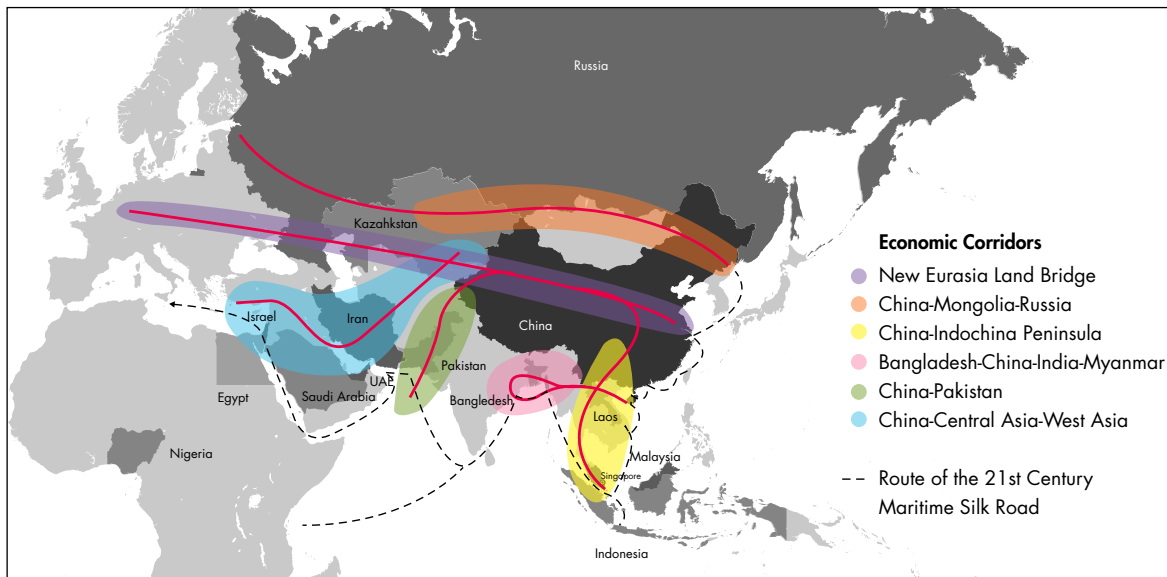 Russia
Kazahkstan
China
Israel
Iran
Pakistan
UAE
Egypt
Saudi Arabia
Bangledesh
Laos
Nigeria
Malaysia
Singapore
Indonesia
Economic Corridors
New Eurasia Land Bridge
China-Mongolia-Russia
China-Indochina Peninsula
Bangladesh-China-India-Myanmar
China-Pakistan
China-Central Asia-West Asia
Route of the 21st Century
Maritime Silk Road